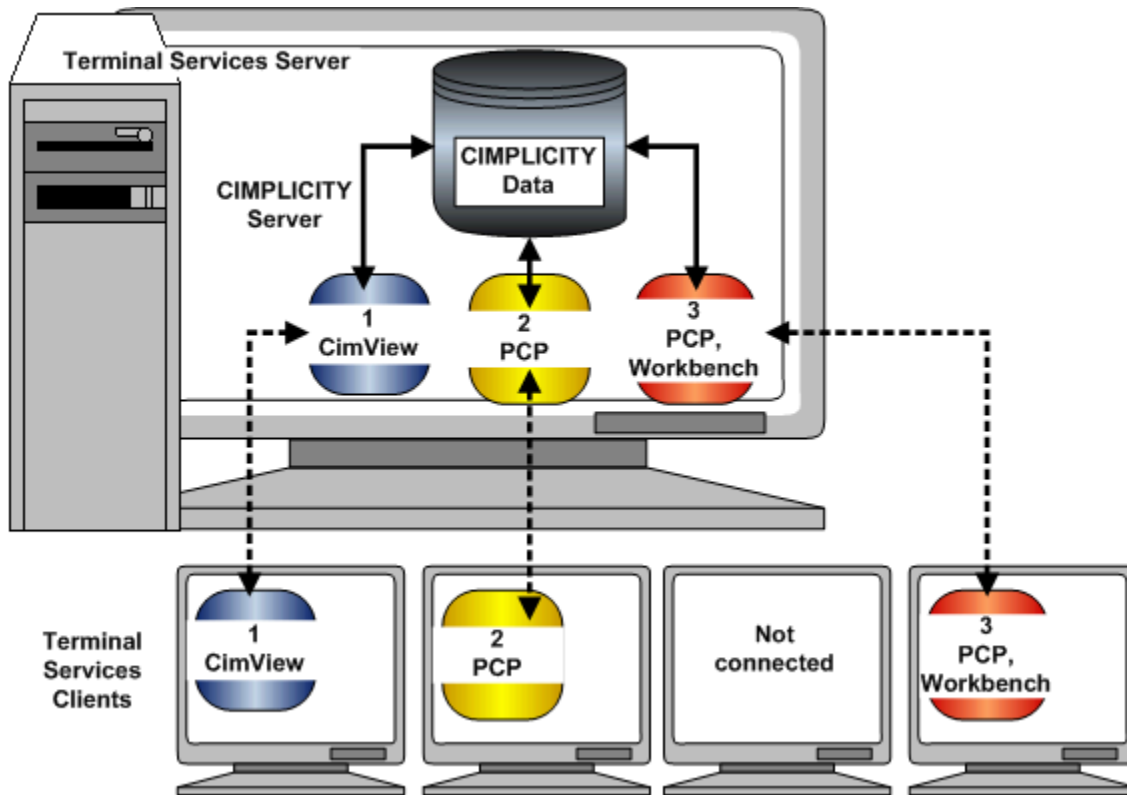 Terminal Services Server
CIMPLICITY
Data
CIMPLICITY
Server
1
CimView
2
PCP
3
PCP,
Workbench
Terminal
Services
Clients
1
CimView
2
PCP
Not
connected
3
PCP,
Workbench